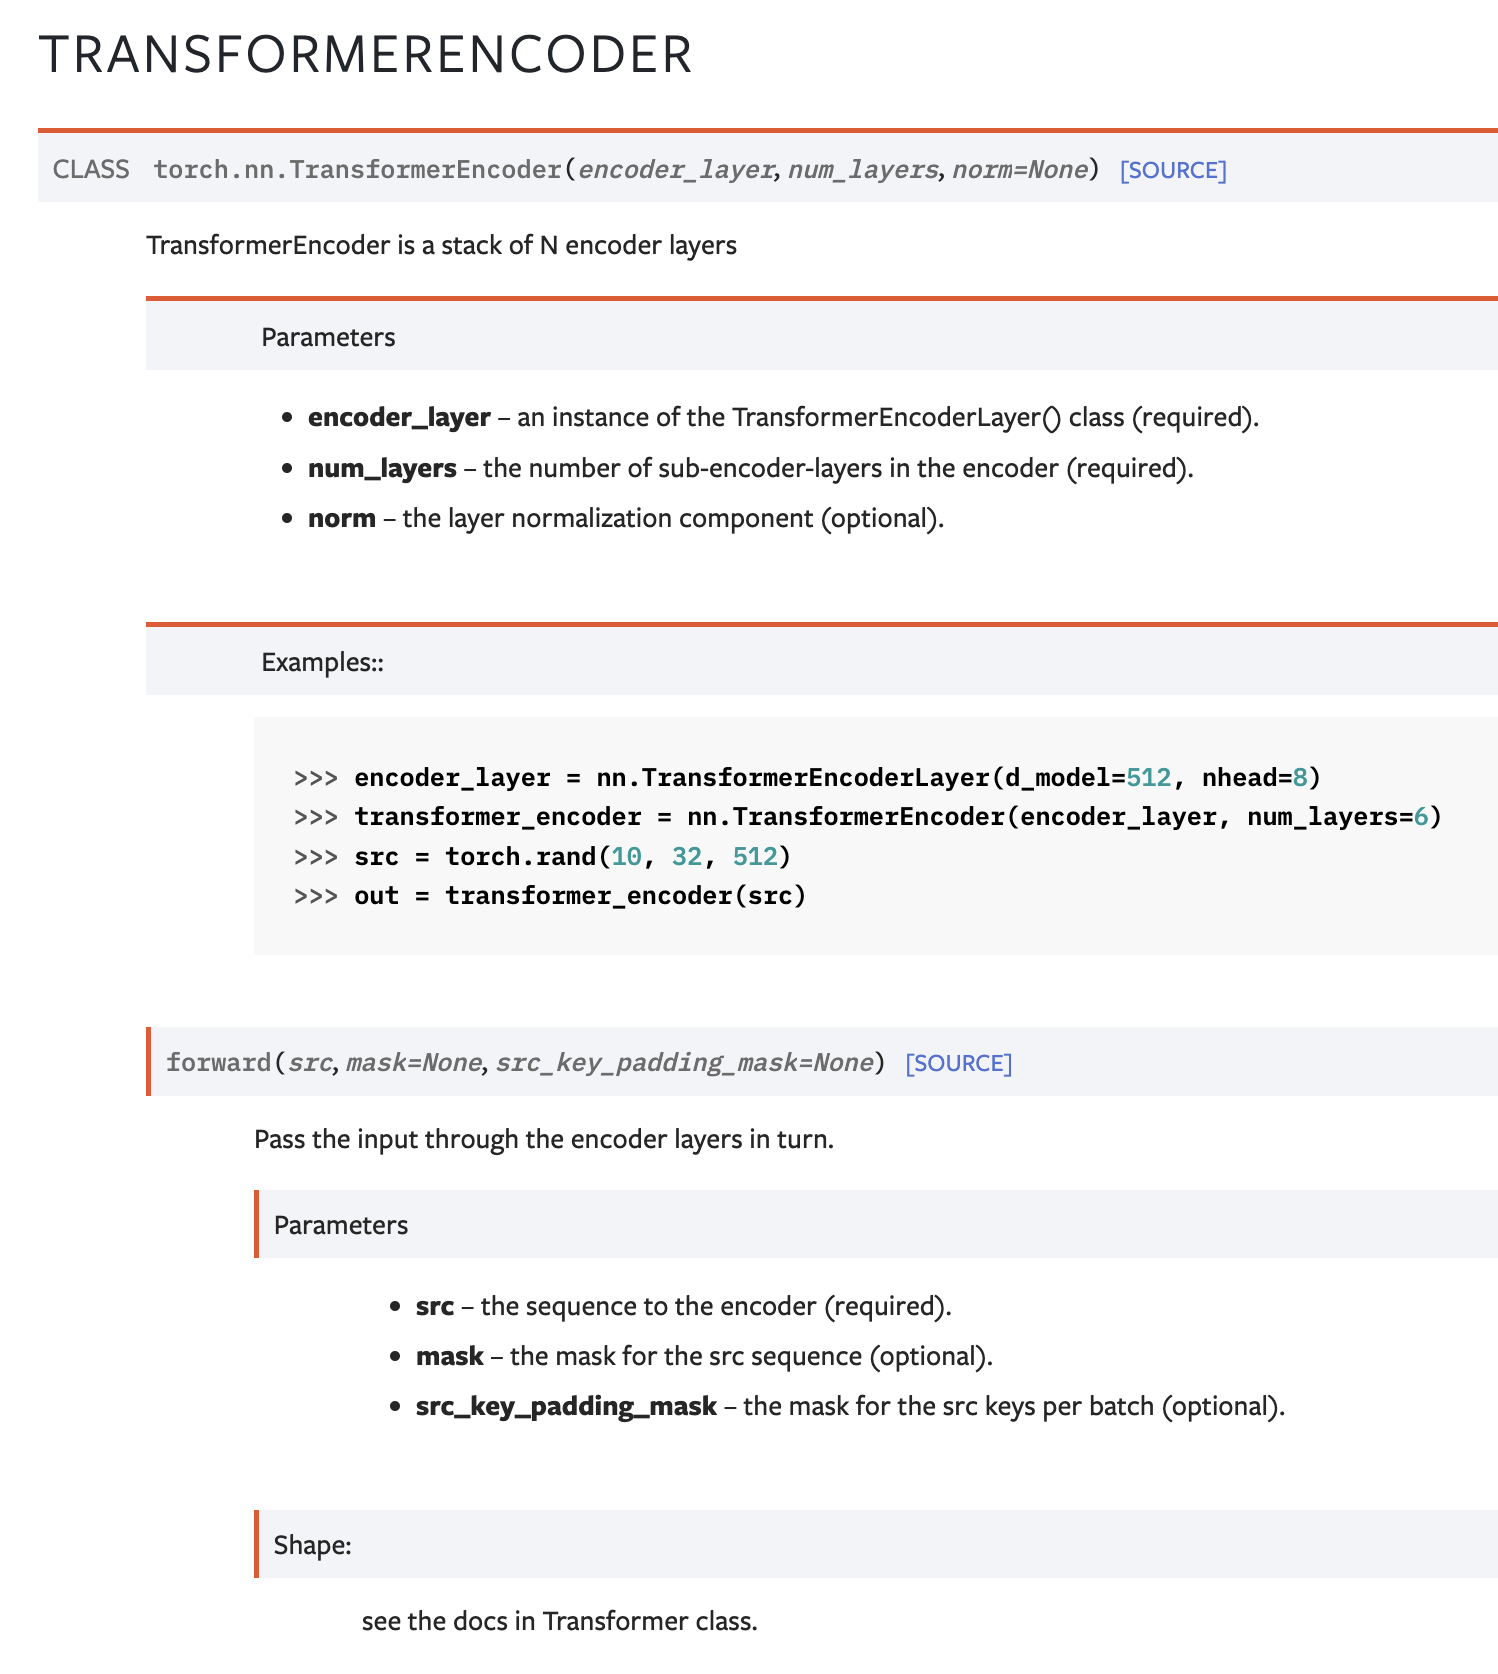 TRANSFORMERENCODER
CLASS torch.nn.TransformerEncoder(encoder_layer, num_layers, norm=None) [SOURCE]
TransformerEncoder is a stack of N encoder layers
Parameters
• encoder_layer – an instance of the TransformerEncoderLayer() class (required).
• num_layers – the number of sub-encoder-layers in the encoder (required).
• norm – the layer normalization component (optional).
Examples::
>>> encoder_layer = nn.TransformerEncoderLayer(d_model=512, nhead=8)
>>> transformer_encoder = nn.TransformerEncoder(encoder_layer, num_layers=6)
>>> src = torch.rand(10, 32, 512)
>>> out = transformer_encoder(src)
forward(src, mask=None, src_key_padding_mask=None) [SOURCE]
Pass the input through the encoder layers in turn.
Parameters
• src – the sequence to the encoder (required).
• mask – the mask for the src sequence (optional).
• src_key_padding_mask – the mask for the src keys per batch (optional).
Shape:
see the docs in Transformer class.